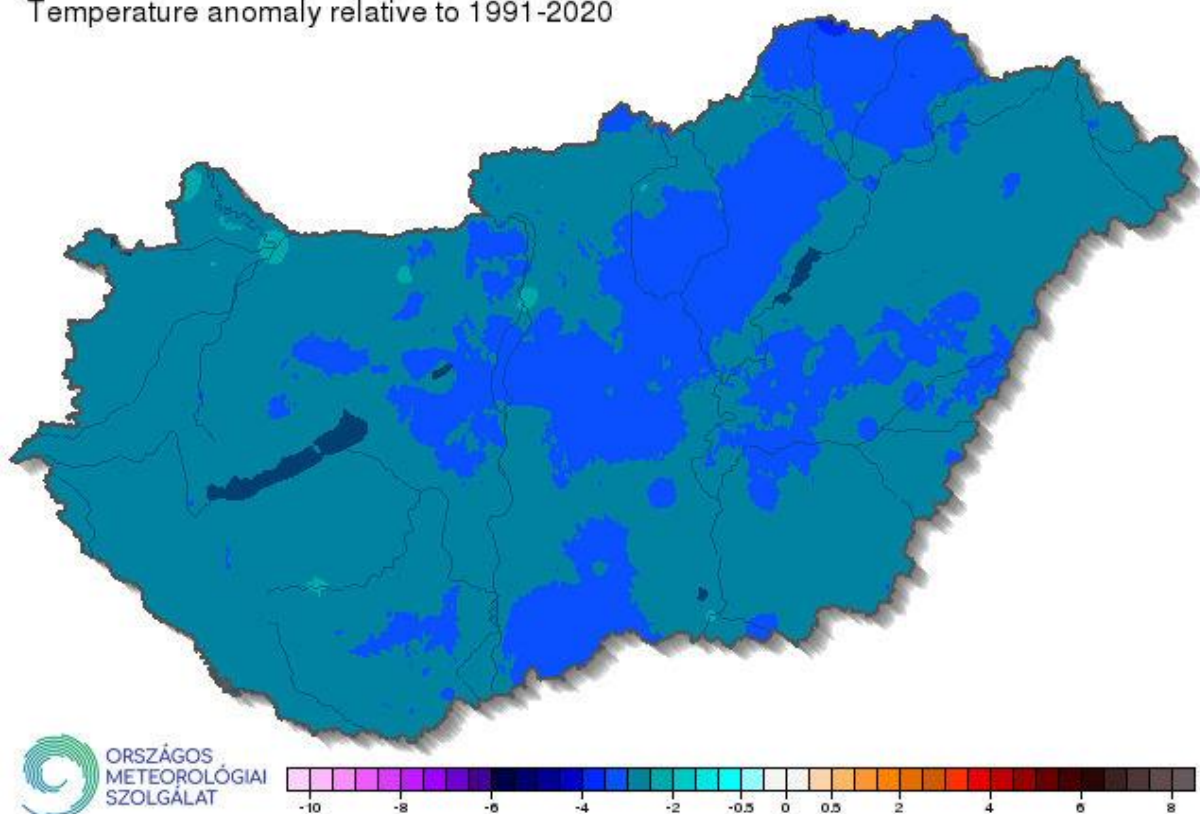 Temperature anomaly relative to 1991-2020
ORSZÁGOS
METEOROLÓGIAI
SZOLGÁLAT
-10 -8 -6 -4 -2 -0.5 0 0.5 2 4 6 8